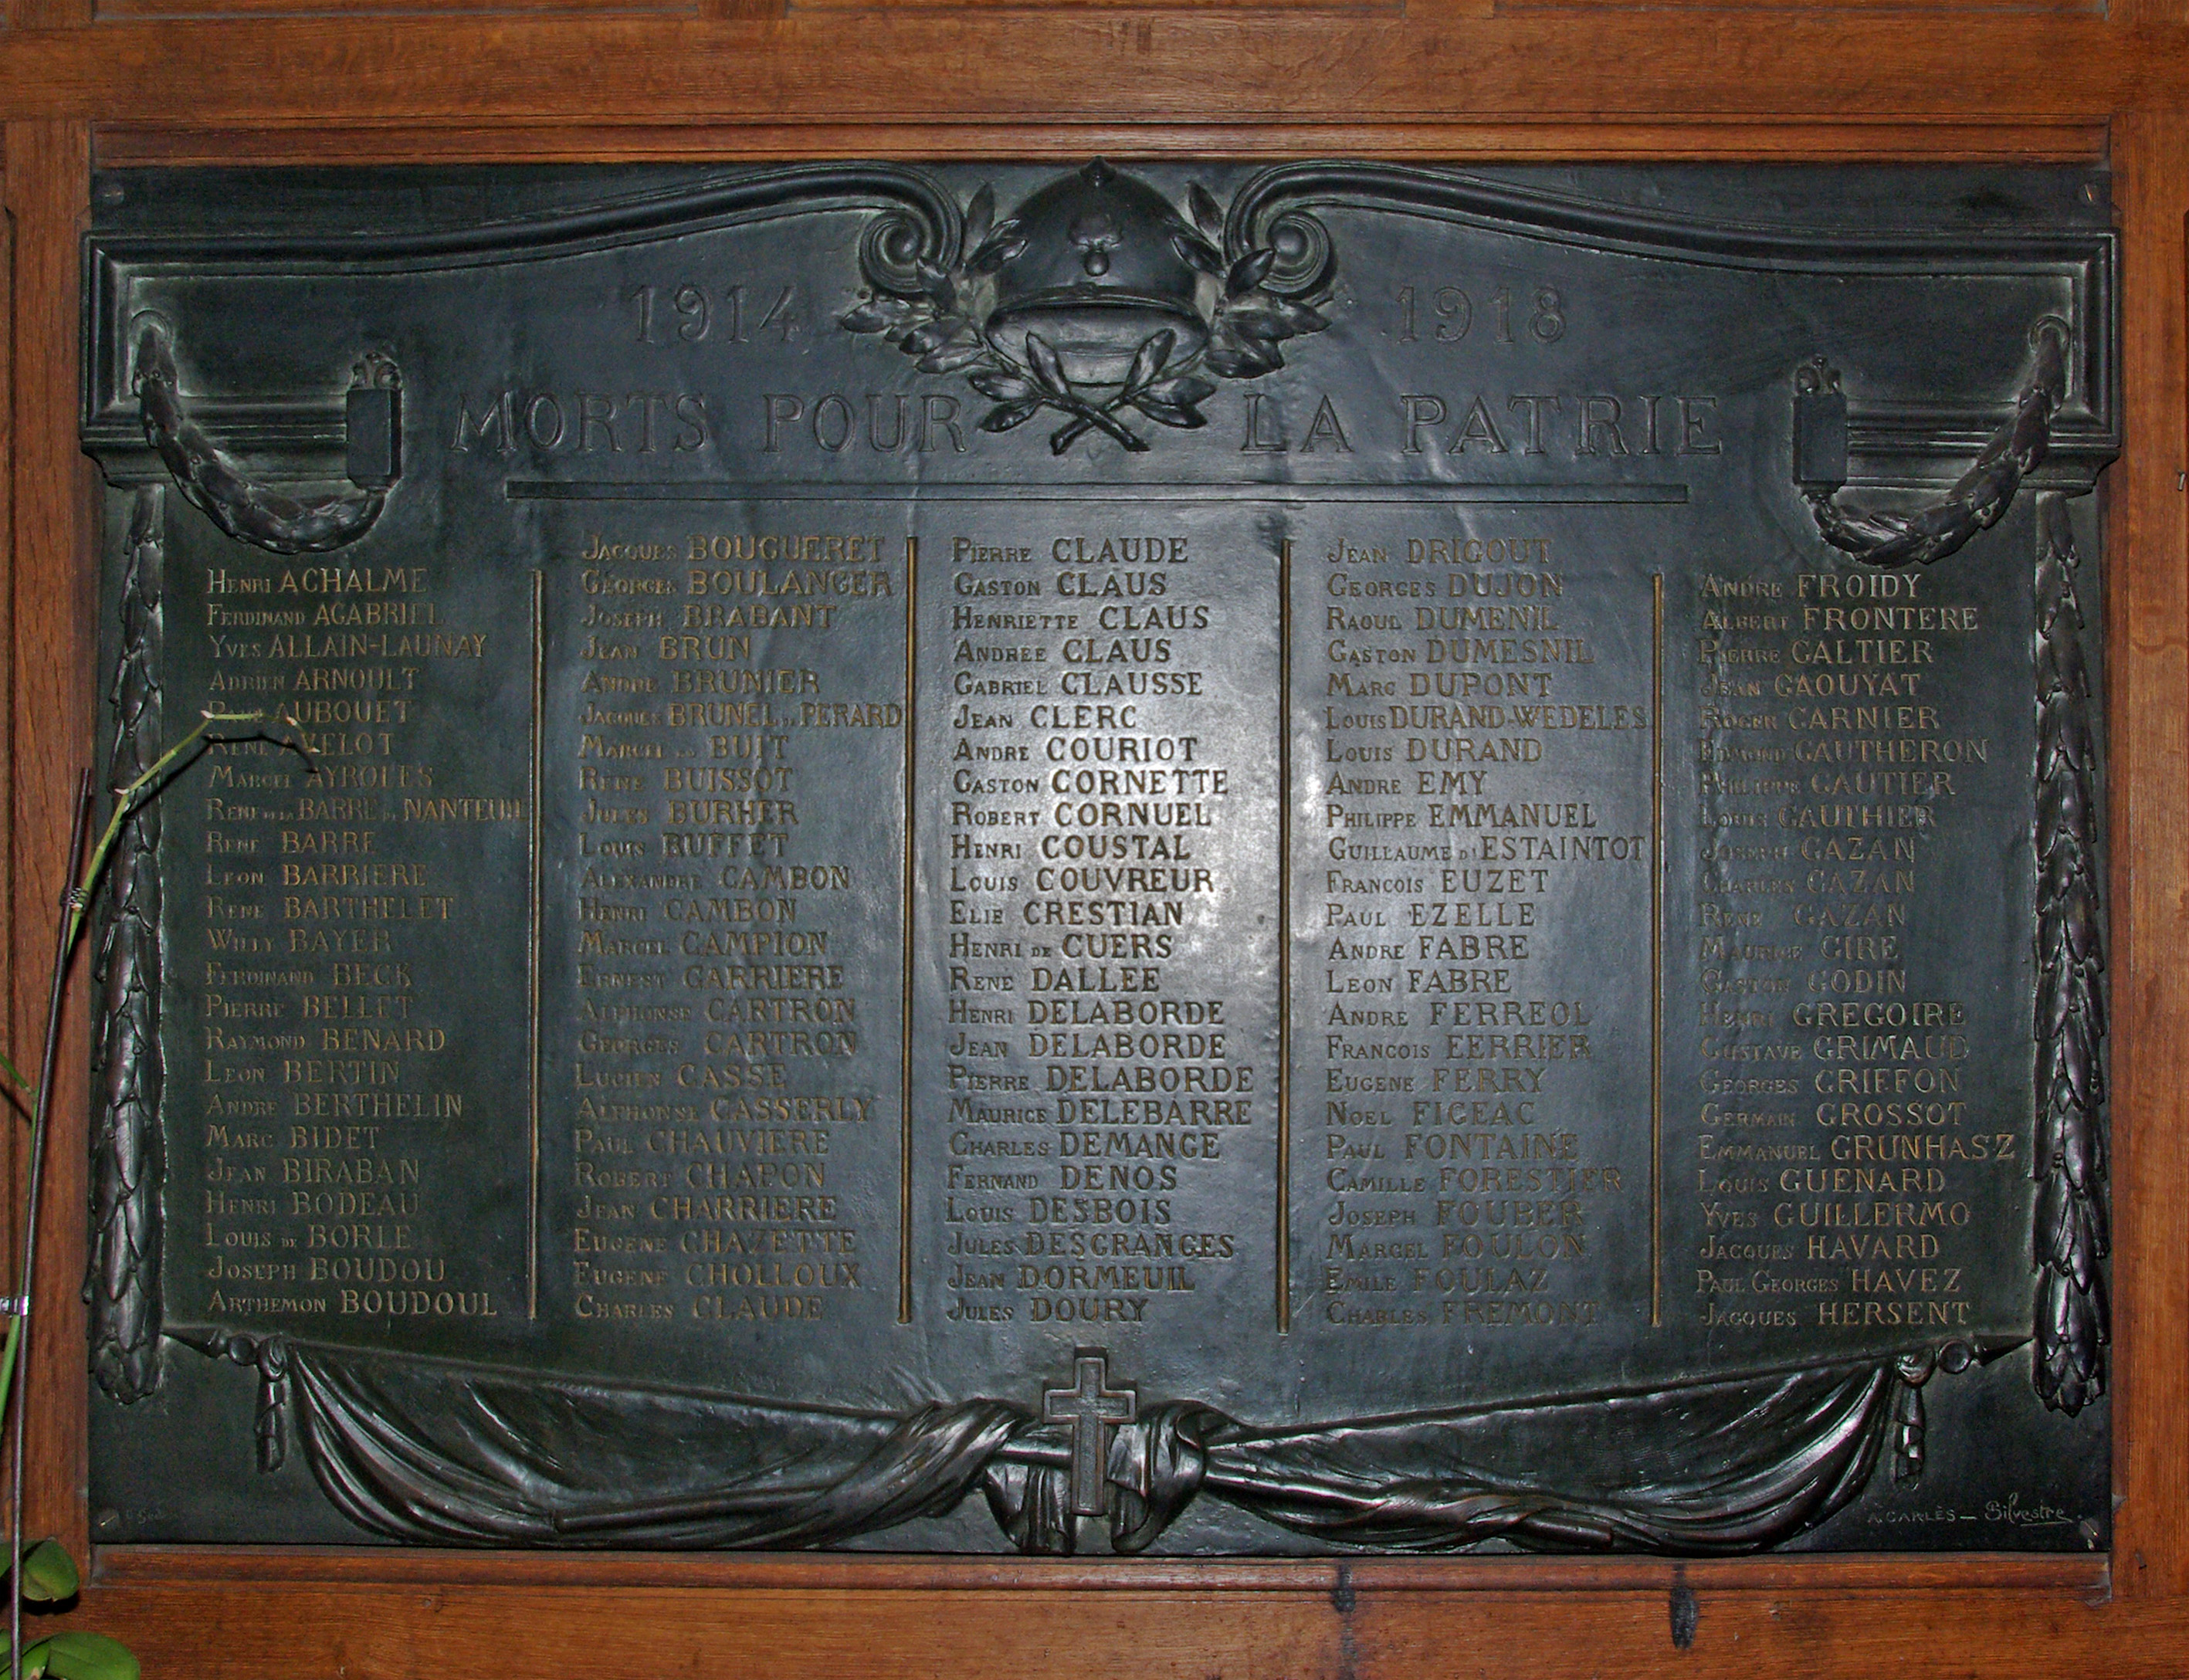 1914 1918
MORTS POUR LA PATRIE
HENRI ACHALME
FERDINAND AGABRIEL
YVES ALLAIN-LAUNAY
ADRIEN ARNOULT
AUBOUET
RENE AVELOT
MARCEL AYROLES
RENE DE LA BARRE DE NANTEUIL
RENE BARRE
LEON BARRIERE
RENE BARTHELET
WILLY BAYER
FERDINAND BECK
PIERRE BELLET
RAYMOND BENARD
LEON BERTIN
ANDRE BERTHELIN
MARC BIDET
JEAN BIRABAN
HENRI BODEAU
LOUIS DE BORLE
JOSEPH BOUDOU
ARTHEMON BOUDOUL
JACQUES BOUGUERET
GEORGES BOULANGER
JOSEPH BRABANT
JEAN BRUN
ANDRE BRUNIER
JACQUES BRUNEL DE PERARD
MARCEL DU BUIT
RENE BUISSOT
JULES BURHER
LOUIS BUFFET
ALEXANDRE CAMBON
HENRI CAMBON
MARCEL CAMPION
ERNEST CARRIERE
ALPHONSE CARTRON
GEORGES CARTRON
LUCIEN CASSE
ALPHONSE CASSERLY
PAUL CHAUVIERE
ROBERT CHAPON
JEAN CHARRIERE
EUGENE CHAZETTE
EUGENE CHOLLOUX
CHARLES CLAUDE
PIERRE CLAUDE
GASTON CLAUS
HENRIETTE CLAUS
ANDREE CLAUS
GABRIEL CLAUSSE
JEAN CLERC
ANDRE COURIOT
GASTON CORNETTE
ROBERT CORNUEL
HENRI COUSTAL
LOUIS COUVREUR
ELIE CRESTIAN
HENRI DE CUERS
RENE DALLEE
HENRI DELABORDE
JEAN DELABORDE
PIERRE DELABORDE
MAURICE DELEBARRE
CHARLES DEMANGE
FERNAND DENOS
LOUIS DESBOIS
JULES DESGRANGES
JEAN DORMEUIL
JULES DOURY
JEAN DRIGOUT
GEORGES DUJON
RAOUL DUMENIL
GASTON DUMESNIL
MARC DUPONT
LOUIS DURAND-WEDELES
LOUIS DURAND
ANDRE EMY
PHILIPPE EMMANUEL
GUILLAUME D'ESTAINTOT
FRANCOIS EUZET
PAUL EZELLE
ANDRE FABRE
LEON FABRE
ANDRE FERREOL
FRANCOIS FERRIER
EUGENE FERRY
NOEL FIGEAC
PAUL FONTAINE
CAMILLE FORESTIER
JOSEPH FOUBER
MARCEL FOULON
EMILE FOULAZ
CHARLES FREMONT
ANDRE FROIDY
ALBERT FRONTERE
PIERRE GALTIER
JEAN GAOUYAT
ROGER GARNIER
EDMOND GAUTHERON
PHILIPPE GAUTIER
LOUIS GAUTHIER
JOSEPH GAZAN
CHARLES GAZAN
RENE GAZAN
MAURICE GIRE
GASTON GODIN
HENRI GREGOIRE
GUSTAVE GRIMAUD
GEORGES GRIFFON
GERMAIN GROSSOT
EMMANUEL GRUNHASZ
LOUIS GUENARD
YVES GUILLERMO
JACQUES HAVARD
PAUL GEORGES HAVEZ
JACQUES HERSENT
A. CARLÈS — Silvestre